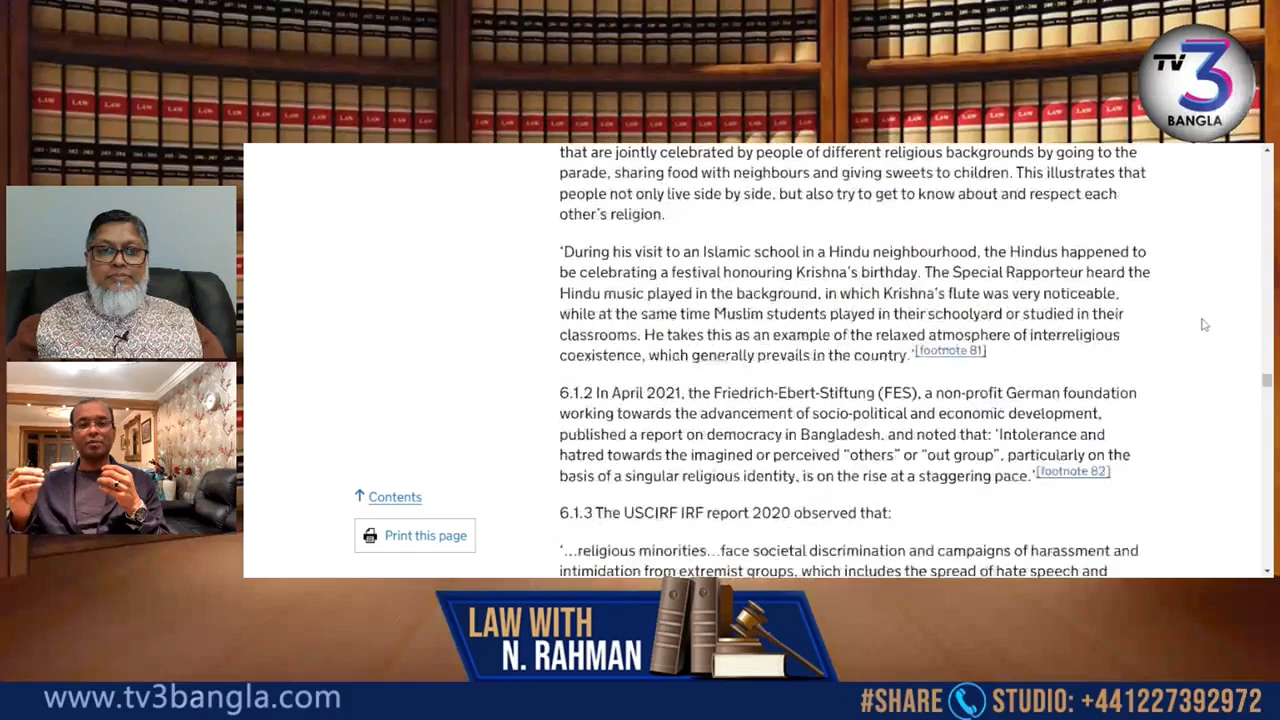 TV 3
BANGLA
that are jointly celebrated by people of different religious backgrounds by going to the
parade, sharing food with neighbours and giving sweets to children. This illustrates that
people not only live side by side, but also try to get to know about and respect each
other's religion.
'During his visit to an Islamic school in a Hindu neighbourhood, the Hindus happened to
be celebrating a festival honouring Krishna's birthday. The Special Rapporteur heard the
Hindu music played in the background, in which Krishna's flute was very noticeable,
while at the same time Muslim students played in their schoolyard or studied in their
classrooms. He takes this as an example of the relaxed atmosphere of interreligious
coexistence, which generally prevails in the country.'[footnote 81]
6.1.2 In April 2021, the Friedrich-Ebert-Stiftung (FES), a non-profit German foundation
working towards the advancement of socio-political and economic development,
published a report on democracy in Bangladesh, and noted that: 'Intolerance and
hatred towards the imagined or perceived “others” or “out group”, particularly on the
basis of a singular religious identity, is on the rise at a staggering pace.'[footnote 82]
↑ Contents
6.1.3 The USCIRF IRF report 2020 observed that:
Print this page
'…religious minorities…face societal discrimination and campaigns of harassment and
intimidation from extremist groups, which includes the spread of hate speech and
LAW WITH
N. RAHMAN
www.tv3bangla.com
#SHARE STUDIO: +441227392972